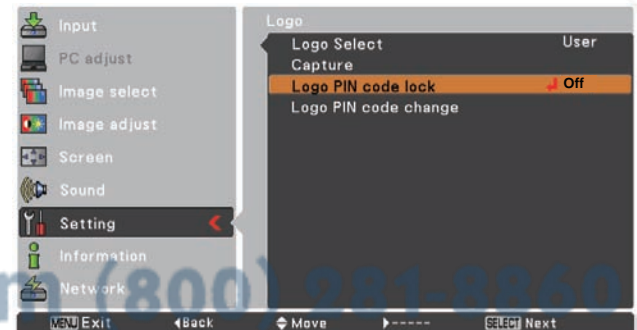 Input
PC adjust
Image select
Image adjust
Screen
Sound
Setting
Information
Network
Logo
Logo Select User
Capture
Logo PIN code lock Off
Logo PIN code change
m (800) 281-8860
MENU Exit Back Move ----- SELECT Next